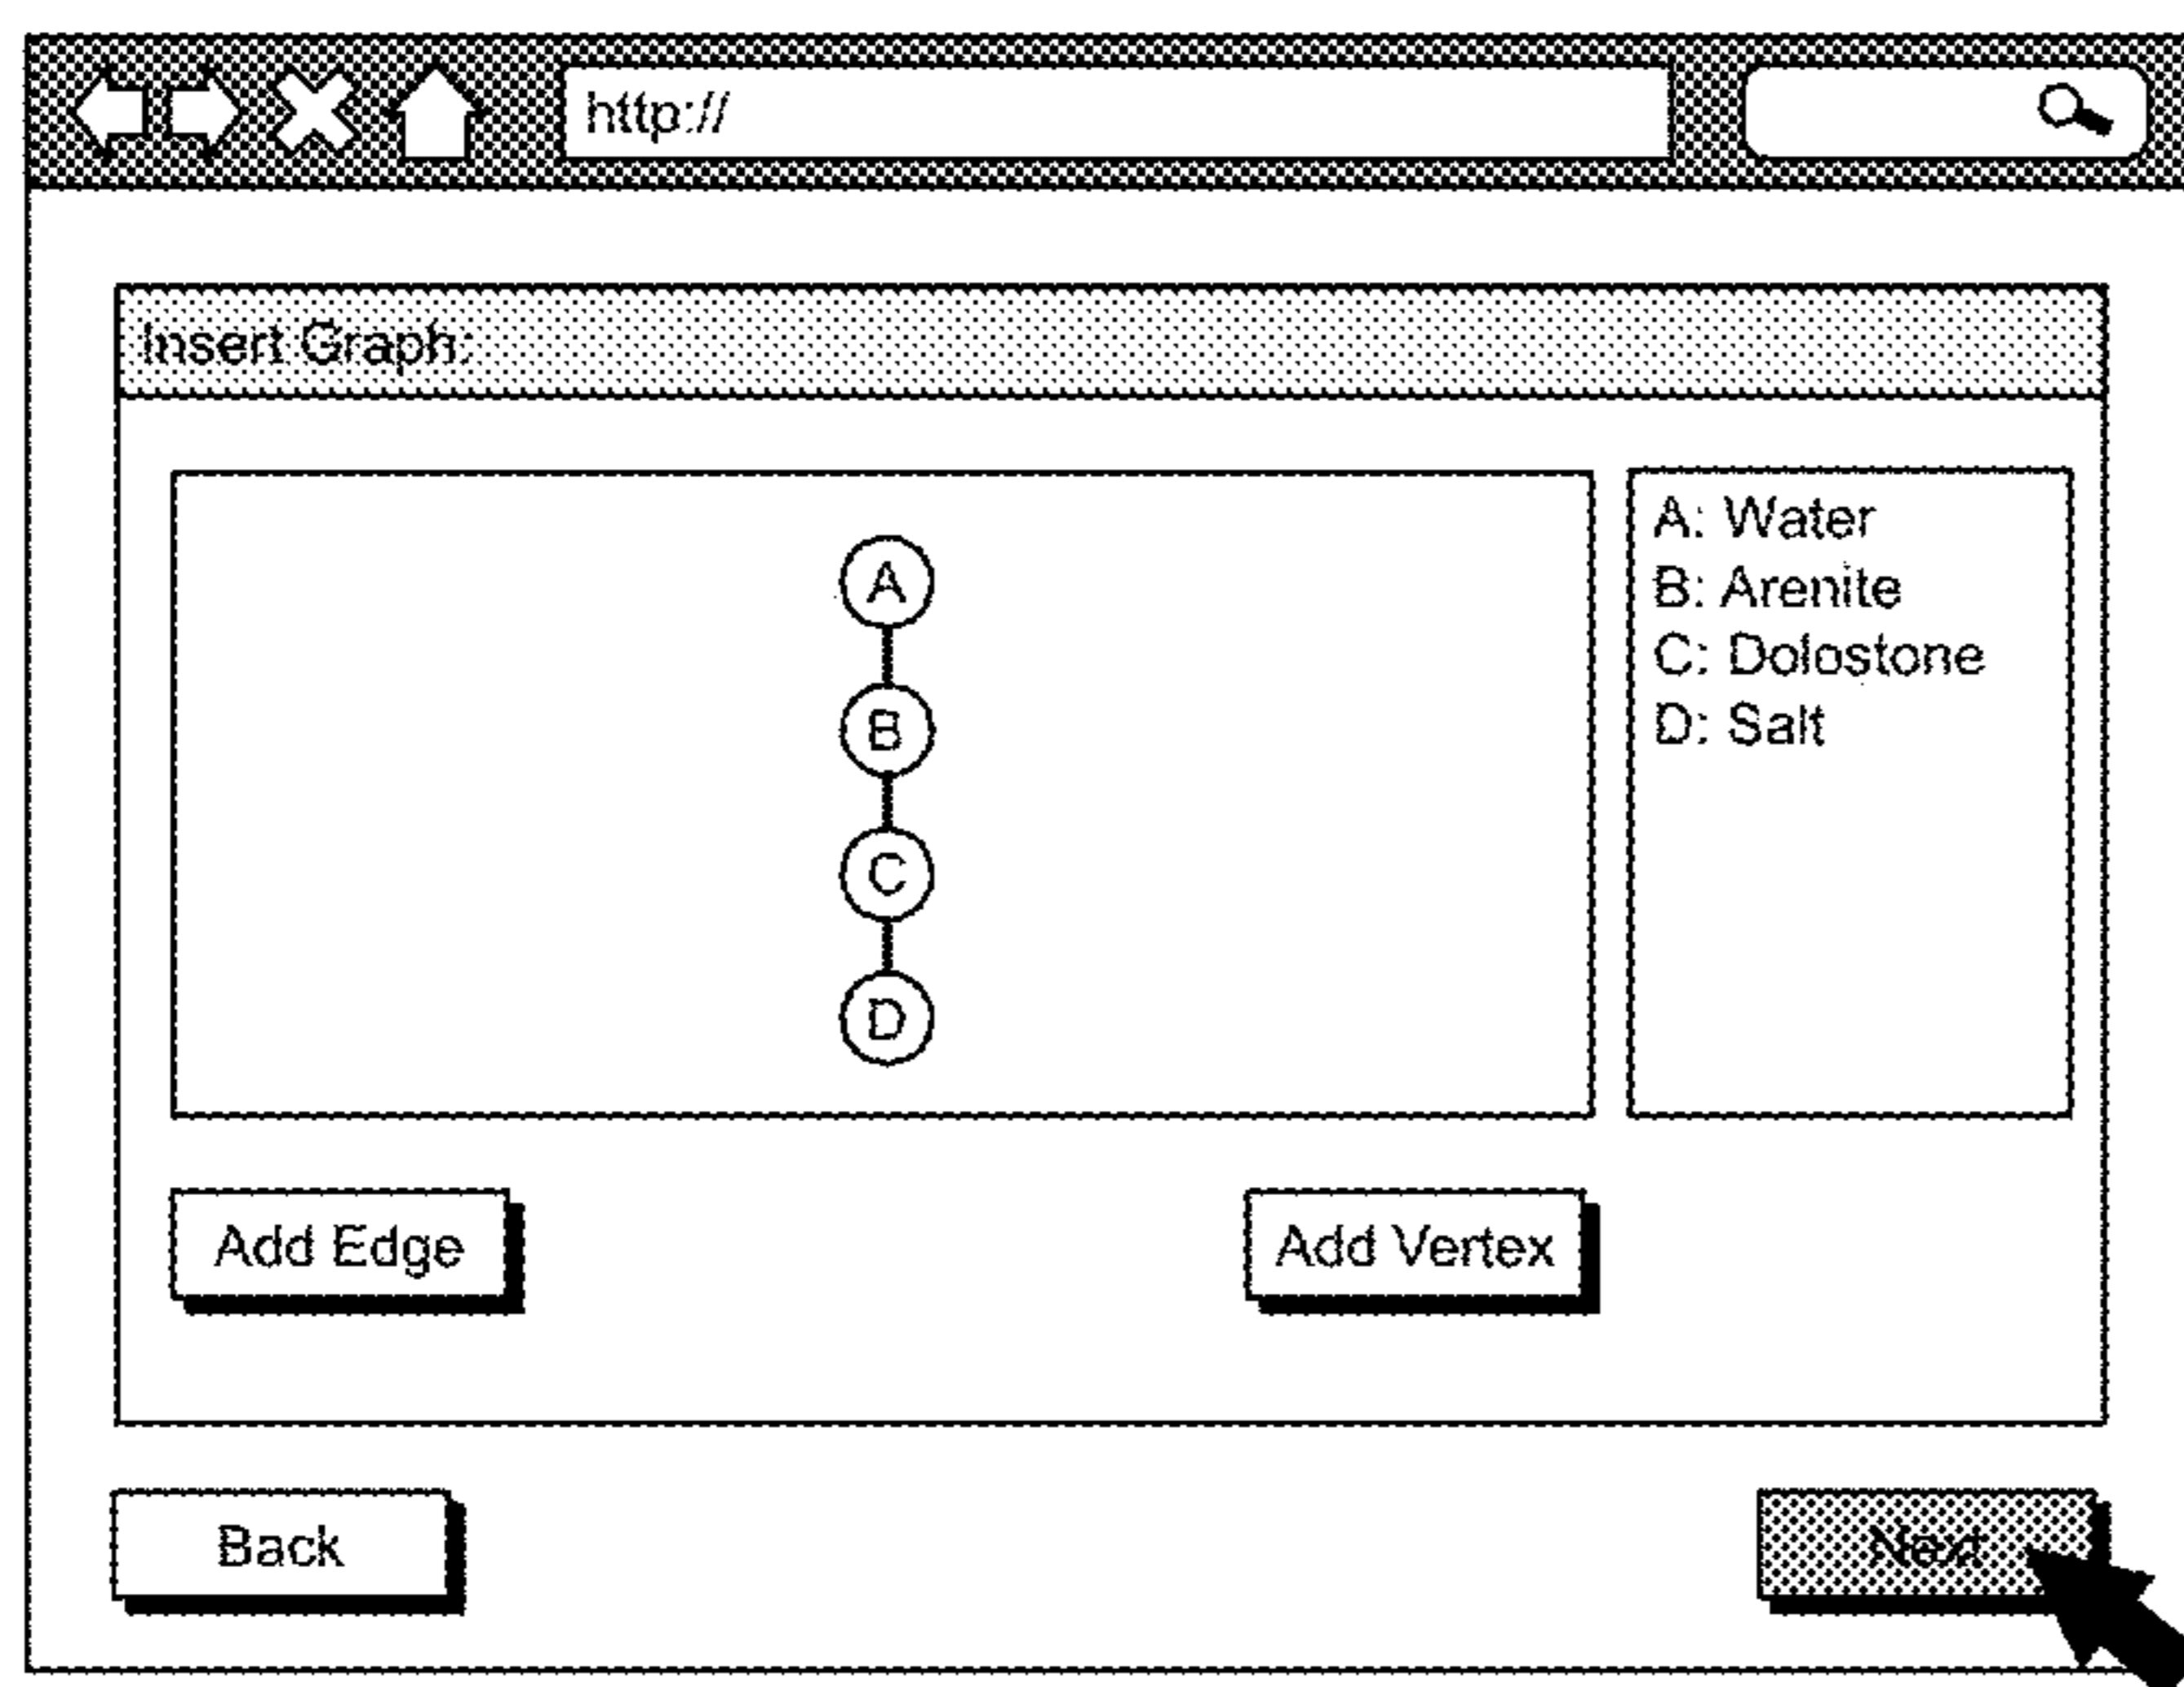 http://
Insert Graph:
A
B
C
D
A: Water
B: Arenite
C: Dolostone
D: Salt
Add Edge
Add Vertex
Back
Next